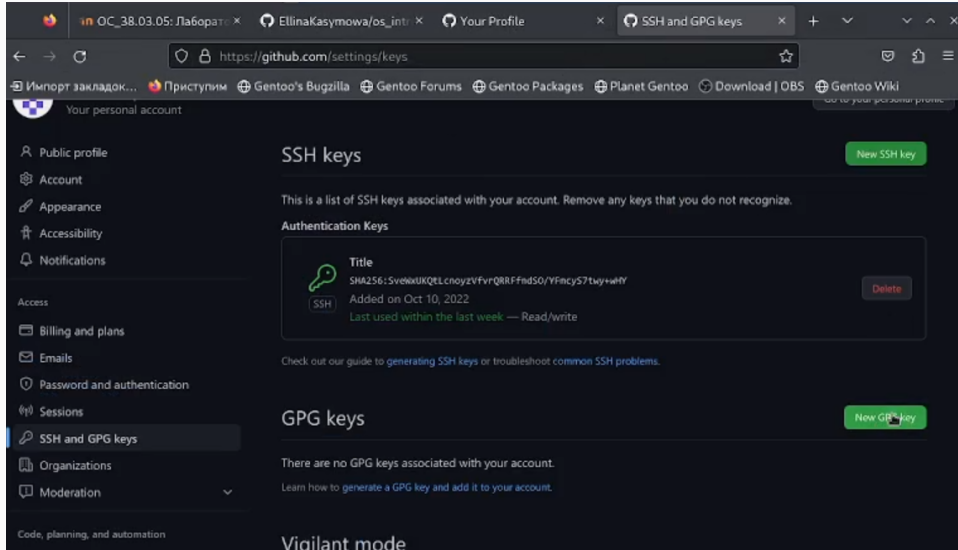 ОС_38.03.05: Лаборато
EllinaKasymowa/os_intr
Your Profile
SSH and GPG keys
https://github.com/settings/keys
Импорт закладок...
Приступим
Gentoo's Bugzilla
Gentoo Forums
Gentoo Packages
Planet Gentoo
Download | OBS
Gentoo Wiki
Your personal account
Go to your personal profile
Public profile
Account
Appearance
Accessibility
Notifications
Access
Billing and plans
Emails
Password and authentication
Sessions
SSH and GPG keys
Organizations
Moderation
Code, planning, and automation
SSH keys
New SSH key
This is a list of SSH keys associated with your account. Remove any keys that you do not recognize.
Authentication Keys
Title
SSH
Added on Oct 10, 2022
Last used within the last week — Read/write
Delete
Check out our guide to generating SSH keys or troubleshoot common SSH problems.
GPG keys
New GPG key
There are no GPG keys associated with your account.
Learn how to generate a GPG key and add it to your account.
Vigilant mode